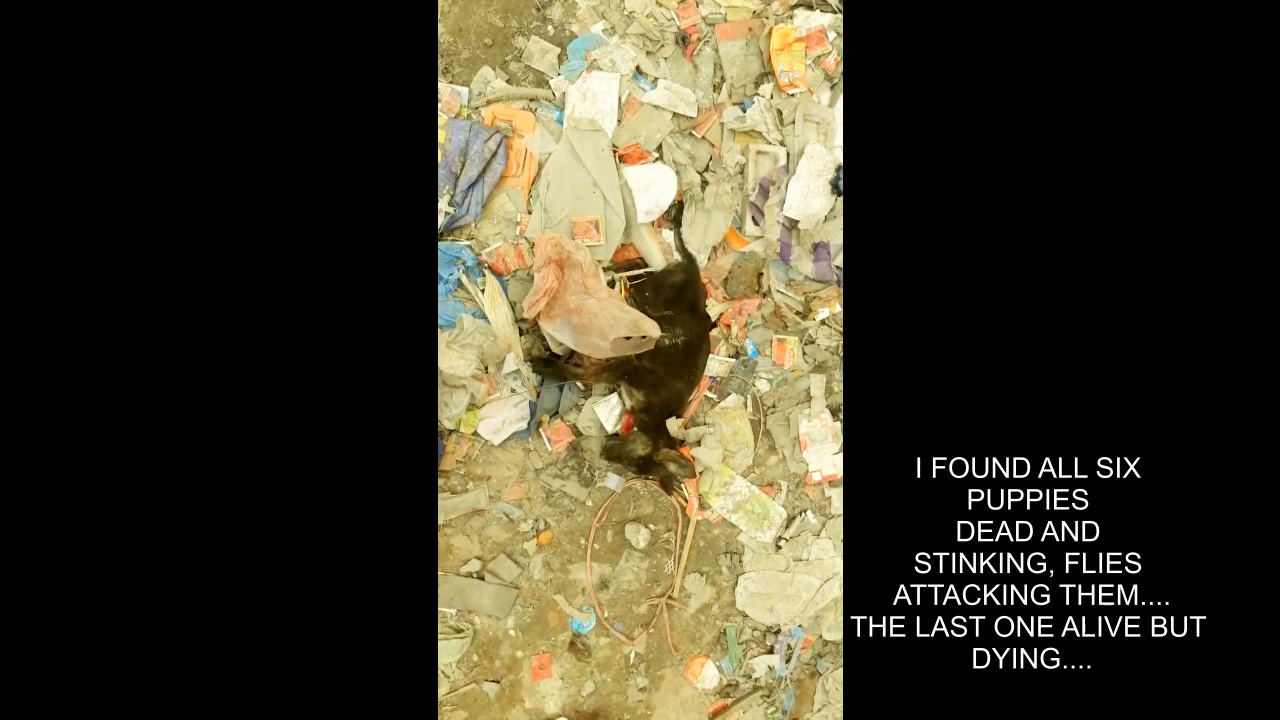 I FOUND ALL SIX
PUPPIES
DEAD AND
STINKING, FLIES
ATTACKING THEM....
THE LAST ONE ALIVE BUT
DYING....